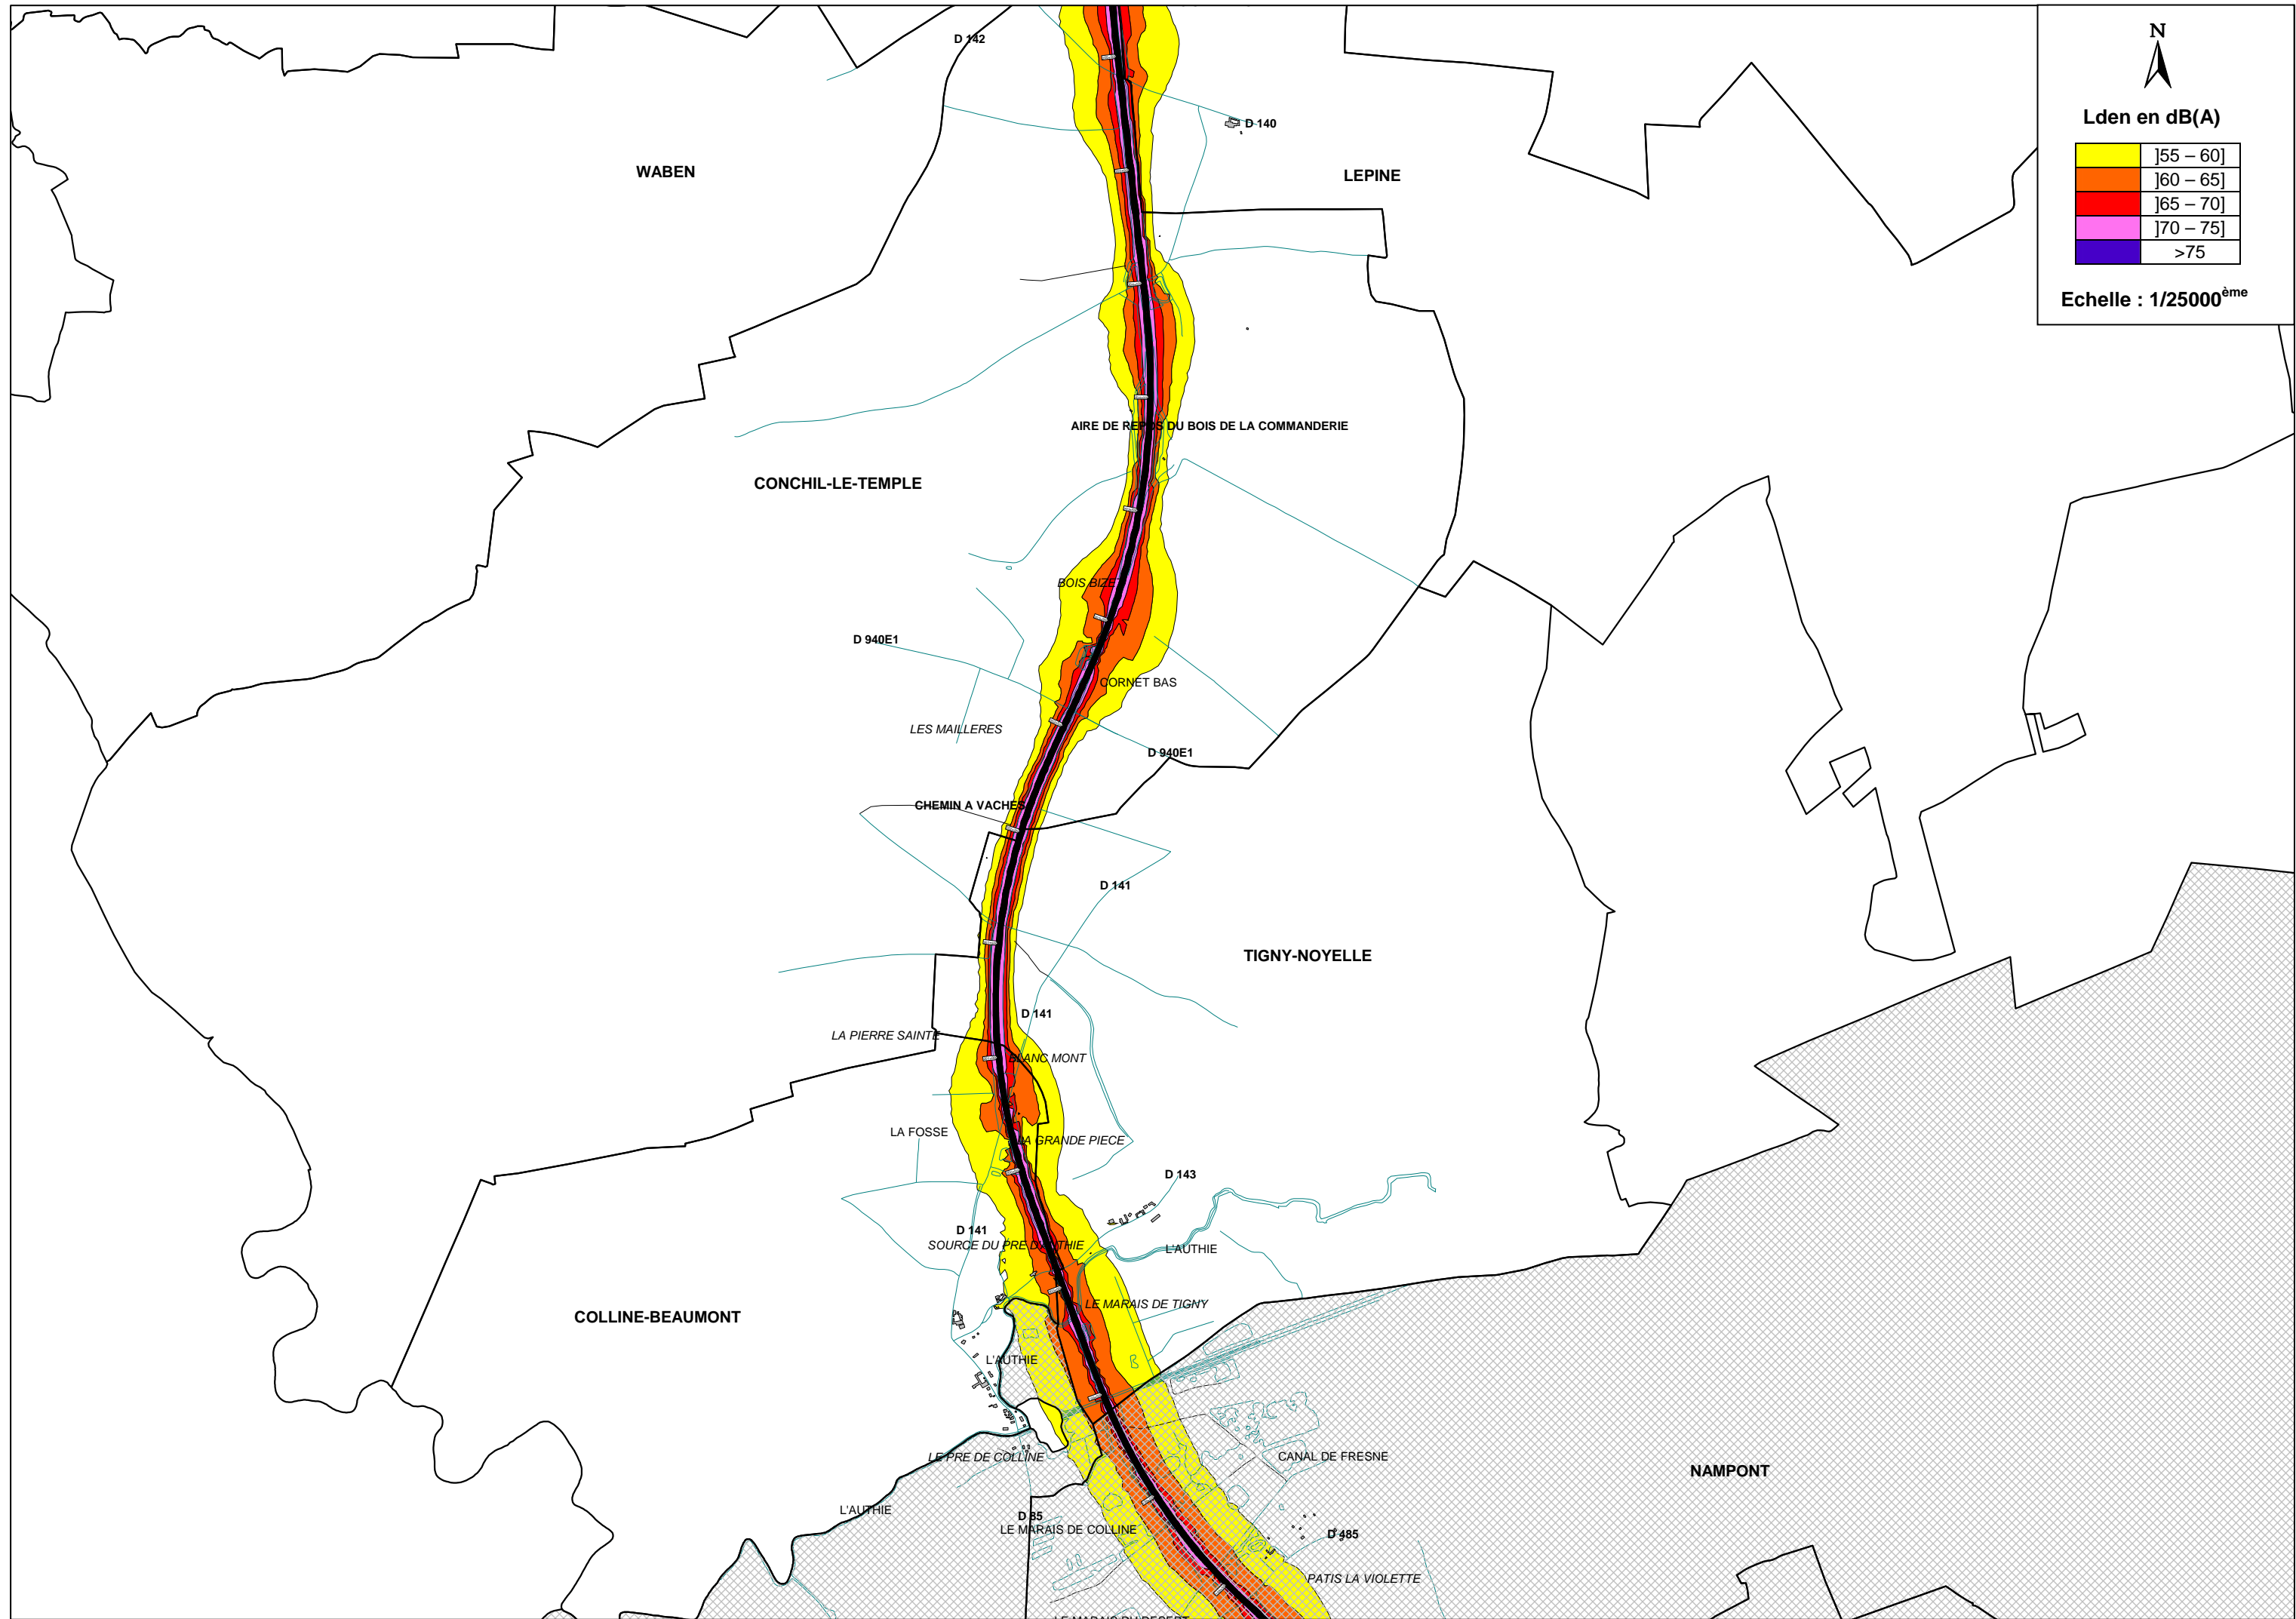 D 142
N
Lden en dB(A)
D 140
]55 – 60]
WABEN
LEPINE
]60 – 65]
]65 – 70]
]70 – 75]
>75
Echelle : 1/25000ème
AIRE DE REPOS DU BOIS DE LA COMMANDERIE
CONCHIL-LE-TEMPLE
BOIS BIZET
D 940E1
CORNET BAS
LES MAILLERES
D 940E1
CHEMIN A VACHES
D 141
TIGNY-NOYELLE
D 141
LA PIERRE SAINTE
BLANC MONT
LA FOSSE
LA GRANDE PIECE
D 143
D 141
SOURCE DU PRE D'AUTHIE
L'AUTHIE
LE MARAIS DE TIGNY
COLLINE-BEAUMONT
L'AUTHIE
LE PRE DE COLLINE
CANAL DE FRESNE
NAMPONT
L'AUTHIE
D 85
LE MARAIS DE COLLINE
D 485
PATIS LA VIOLETTE
LE MARAIS DU DESERT